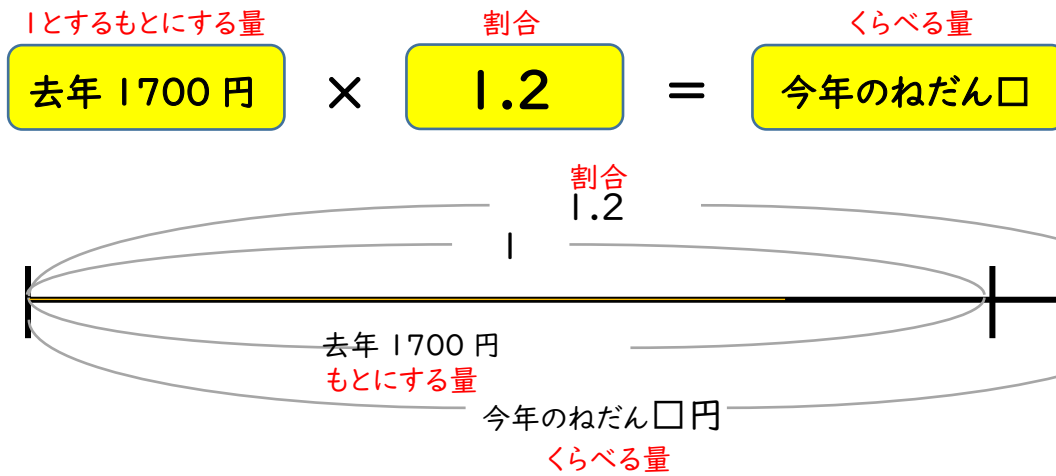 1とするもとにする量 割合 くらべる量
去年 1700 円 × 1.2 = 今年のねだん□
割合
1.2
1
去年 1700 円
もとにする量
今年のねだん□円
くらべる量